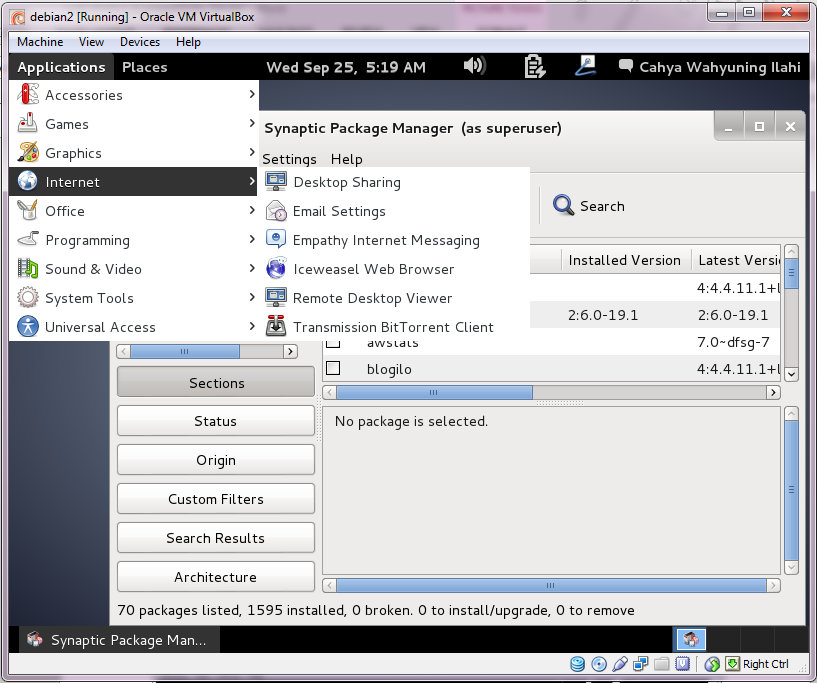 debian2 [Running] - Oracle VM VirtualBox
Machine View Devices Help
Applications Places Wed Sep 25, 5:19 AM Cahya Wahyuning Ilahi
Accessories
Games
Graphics
Internet
Office
Programming
Sound & Video
System Tools
Universal Access
Synaptic Package Manager (as superuser)
Settings Help
Desktop Sharing
Email Settings
Empathy Internet Messaging
Iceweasel Web Browser
Remote Desktop Viewer
Transmission BitTorrent Client
Search
Installed Version Latest Versi
4:4.4.11.1+l
2:6.0-19.1 2:6.0-19.1
awstats 7.0~dfsg-7
blogilo 4:4.4.11.1+l
Sections
Status
Origin
Custom Filters
Search Results
Architecture
No package is selected.
70 packages listed, 1595 installed, 0 broken. 0 to install/upgrade, 0 to remove
Synaptic Package Man...
Right Ctrl